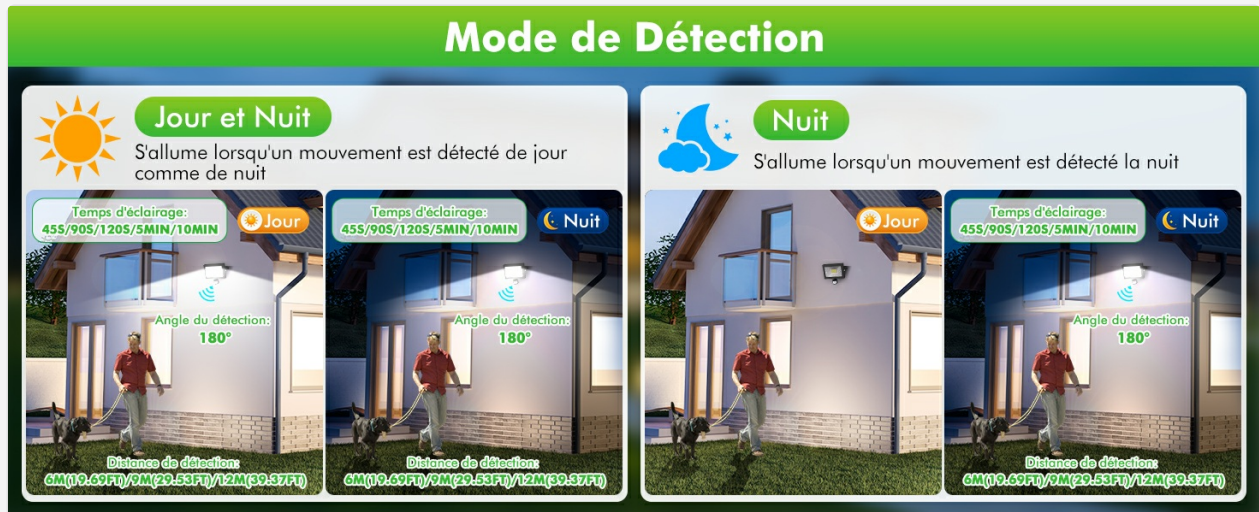 Mode de Détection
Jour et Nuit
S'allume lorsqu'un mouvement est détecté de jour
comme de nuit
Temps d'éclairage:
45S/90S/120S/5MIN/10MIN
Jour
Angle du détection:
180°
Distance de détection:
6M(19.69FT)/9M(29.53FT)/12M(39.37FT)
Temps d'éclairage:
45S/90S/120S/5MIN/10MIN
Nuit
Angle du détection:
180°
Distance de détection:
6M(19.69FT)/9M(29.53FT)/12M(39.37FT)
Nuit
S'allume lorsqu'un mouvement est détecté la nuit
Jour
Temps d'éclairage:
45S/90S/120S/5MIN/10MIN
Nuit
Angle du détection:
180°
Distance de détection:
6M(19.69FT)/9M(29.53FT)/12M(39.37FT)